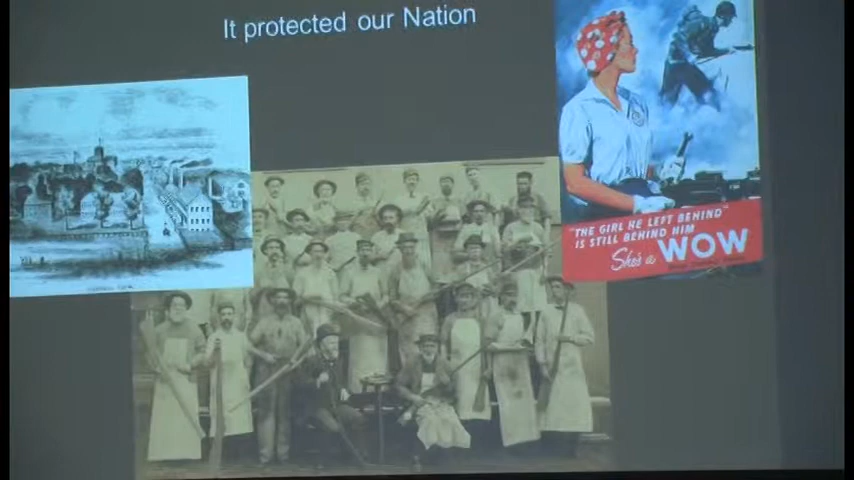 It protected our Nation
"THE GIRL HE LEFT BEHIND"
IS STILL BEHIND HIM
She's a WOW